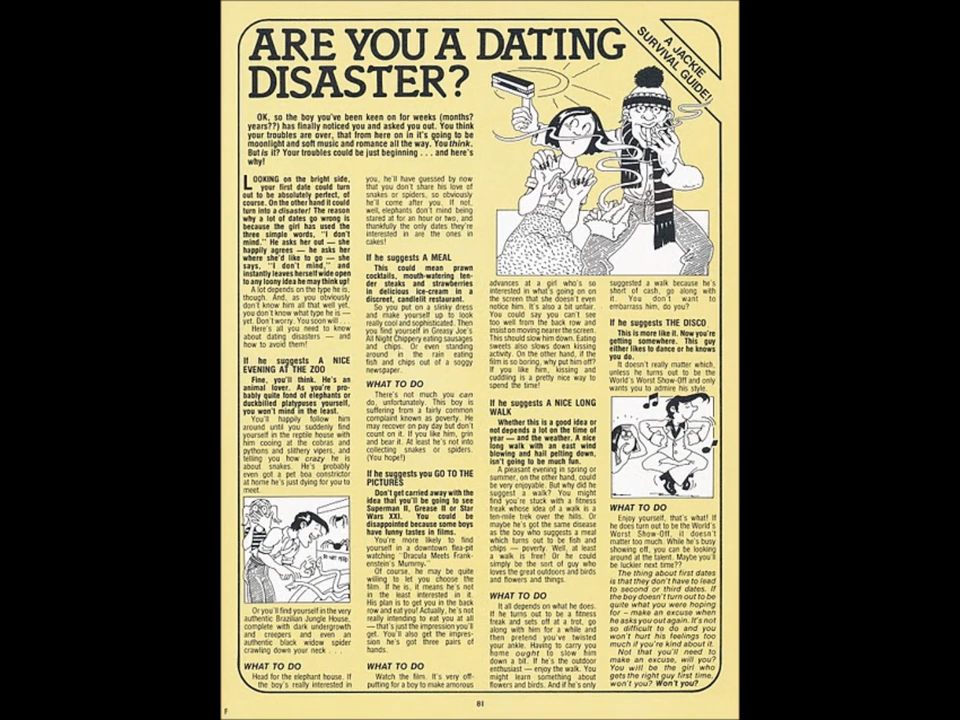 ARE YOU A DATING
DISASTER?
A JACKIE
SURVIVAL GUIDE!
OK, so the boy you've been keen on for weeks (months?
years??) has finally noticed you and asked you out. You think
your troubles are over, that from here on in it's going to be
moonlight and soft music and romance all the way. You think.
But is it? Your troubles could be just beginning . . . and here's
why!
LOOKING on the bright side,
your first date could turn
out to be absolutely perfect, of
course. On the other hand it could
turn into a disaster! The reason
why a lot of dates go wrong is
because the girl has used the
three simple words, "I don't
mind." He asks her out — she
happily agrees — he asks her
where she'd like to go — she
says, "I don't mind," and
instantly leaves herself wide open
to any loony idea he may think up!
A lot depends on the type he is,
though. And, as you obviously
don't know him all that well yet,
you don't know what type he is —
yet. Don't worry. You soon will . . .
Here's all you need to know
about dating disasters — and
how to avoid them!
If he suggests A NICE
EVENING AT THE ZOO
Fine, you'll think. He's an
animal lover. As you're pro-
bably quite fond of elephants or
duckbilled platypuses yourself,
you won't mind in the least.
You'll happily follow him
around until you suddenly find
yourself in the reptile house with
him cooing at the cobras and
pythons and slithery vipers, and
telling you how crazy he is
about snakes. He's probably
even got a pet boa constrictor
at home he's just dying for you to
meet.
DO NOT FEED
Or you'll find yourself in the very
authentic Brazilian Jungle House,
complete with dark undergrowth
and creepers and even an
authentic black widow spider
crawling down your neck . . .
WHAT TO DO
Head for the elephant house. If
the boy's really interested in
you, he'll have guessed by now
that you don't share his love of
snakes or spiders, so obviously
he'll come after you. If not,
well, elephants don't mind being
stared at for an hour or two, and
thankfully the only dates they're
interested in are the ones in
cakes!
If he suggests A MEAL
This could mean prawn
cocktails, mouth-watering ten-
der steaks and strawberries
in delicious ice-cream in a
discreet, candlelit restaurant.
So you put on a slinky dress
and make yourself up to look
really cool and sophisticated. Then
you find yourself in Greasy Joe's
All Night Chippery eating sausages
and chips. Or even standing
around in the rain eating
fish and chips out of a soggy
newspaper.
WHAT TO DO
There's not much you can
do, unfortunately. This boy is
suffering from a fairly common
complaint known as poverty. He
may recover on pay day but don't
count on it. If you like him, grin
and bear it. At least he's not into
collecting snakes or spiders.
(You hope!)
If he suggests you GO TO THE
PICTURES
Don't get carried away with the
idea that you'll be going to see
Superman II, Grease II or Star
Wars XXI. You could be
disappointed because some boys
have funny tastes in films.
You're more likely to find
yourself in a downtown flea-pit
watching "Dracula Meets Frank-
enstein's Mummy."
Of course, he may be quite
willing to let you choose the
film. If he is, it means he's not
in the least interested in it.
His plan is to get you in the back
row and eat you! Actually, he's not
really intending to eat you at all
— that's just the impression you'll
get. You'll also get the impres-
sion he's got three pairs of
hands.
WHAT TO DO
Watch the film. It's very off-
putting for a boy to make amorous
advances at a girl who's so
interested in what's going on on
the screen that she doesn't even
notice him. It's also a bit unfair.
You could say you can't see
too well from the back row and
insist on moving nearer the screen.
This should slow him down. Eating
sweets also slows down kissing
activity. On the other hand, if the
film is so boring, why put him off?
If you like him, kissing and
cuddling is a pretty nice way to
spend the time!
If he suggests A NICE LONG
WALK
Whether this is a good idea or
not depends a lot on the time of
year — and the weather. A nice
long walk with an east wind
blowing and hail pelting down,
isn't going to be much fun.
A pleasant evening in spring or
summer, on the other hand, could
be very enjoyable. But why did he
suggest a walk? You might
find you're stuck with a fitness
freak whose idea of a walk is a
ten-mile trek over the hills. Or
maybe he's got the same disease
as the boy who suggests a meal
which turns out to be fish and
chips — poverty. Well, at least
a walk is free! Or he could
simply be the sort of guy who
loves the great outdoors and birds
and flowers and things.
WHAT TO DO
It all depends on what he does.
If he turns out to be a fitness
freak and sets off at a trot, go
along with him for a while and
then pretend you've twisted
your ankle. Having to carry you
home ought to slow him
down a bit. If he's the outdoor
enthusiast — enjoy the walk. You
might learn something about
flowers and birds. And if he's only
suggested a walk because he's
short of cash, go along with
it. You don't want to
embarrass him, do you?
If he suggests THE DISCO
This is more like it. Now you're
getting somewhere. This guy
either likes to dance or he knows
you do.
It doesn't really matter which,
unless he turns out to be the
World's Worst Show-Off and only
wants you to admire his style.
WHAT TO DO
Enjoy yourself, that's what! If
he does turn out to be the World's
Worst Show-Off, it doesn't
matter too much. While he's busy
showing off, you can be looking
around at the talent. Maybe you'll
be luckier next time??
The thing about first dates
is that they don't have to lead
to second or third dates. If
the boy doesn't turn out to be
quite what you were hoping
for – make an excuse when
he asks you out again. It's not
so difficult to do and you
won't hurt his feelings too
much if you're kind about it.
Not that you'll need to
make an excuse, will you?
You will be the girl who
gets the right guy first time,
won't you? Won't you?
F
81